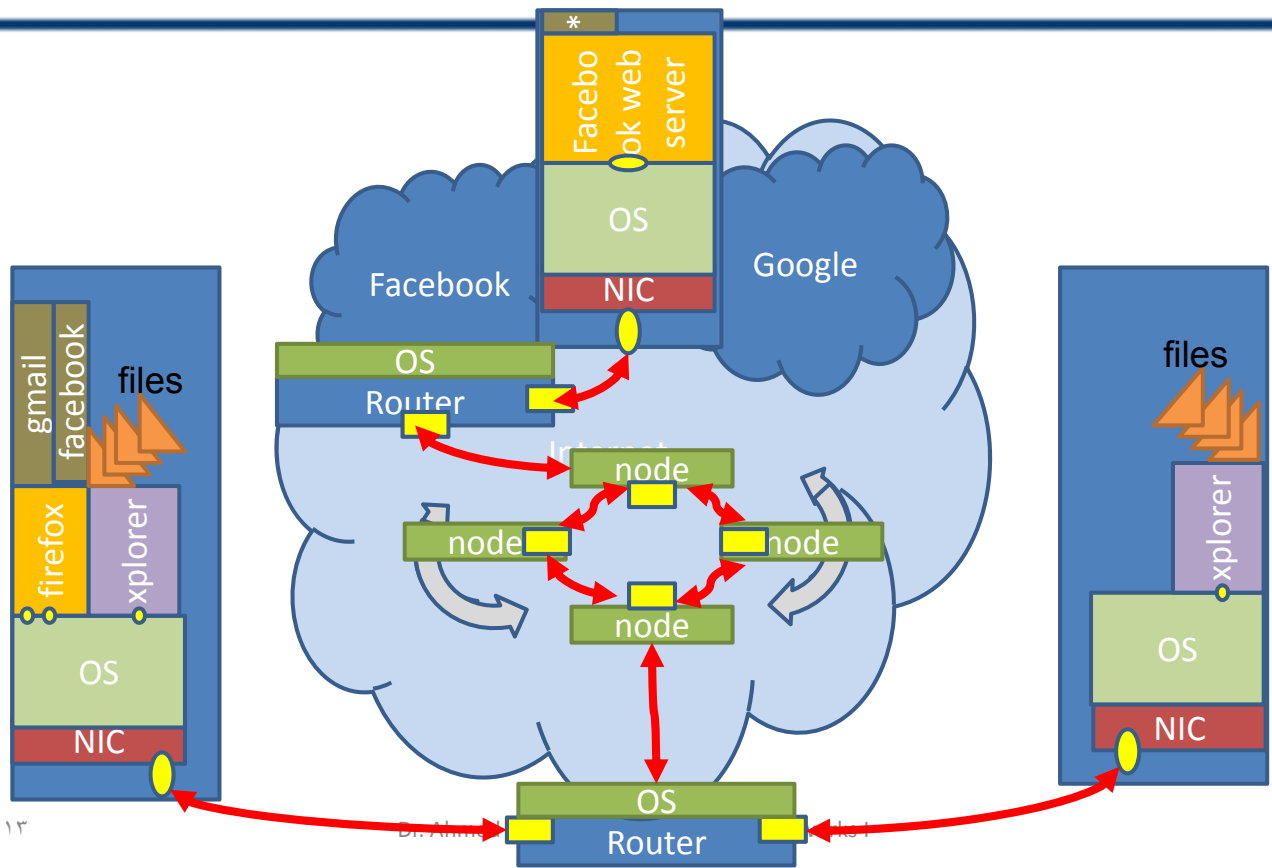 *
Facebo
ok web
server
OS
NIC
Facebook
Google
OS
Router
node
node
node
node
gmail
facebook
files
firefox
xplorer
OS
NIC
files
xplorer
OS
NIC
OS
Router
١٣